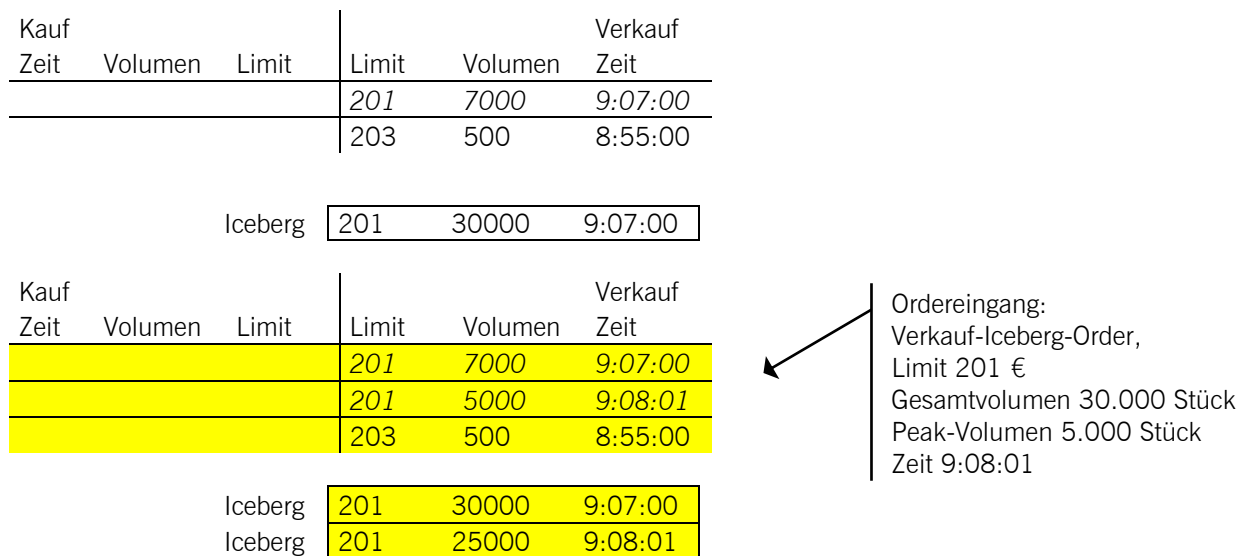 Kauf Verkauf
Zeit Volumen Limit Limit Volumen Zeit
201 7000 9:07:00
203 500 8:55:00
Iceberg 201 30000 9:07:00
Kauf Verkauf
Zeit Volumen Limit Limit Volumen Zeit
201 7000 9:07:00
201 5000 9:08:01
203 500 8:55:00
Iceberg 201 30000 9:07:00
Iceberg 201 25000 9:08:01
Ordereingang:
Verkauf-Iceberg-Order,
Limit 201 €
Gesamtvolumen 30.000 Stück
Peak-Volumen 5.000 Stück
Zeit 9:08:01